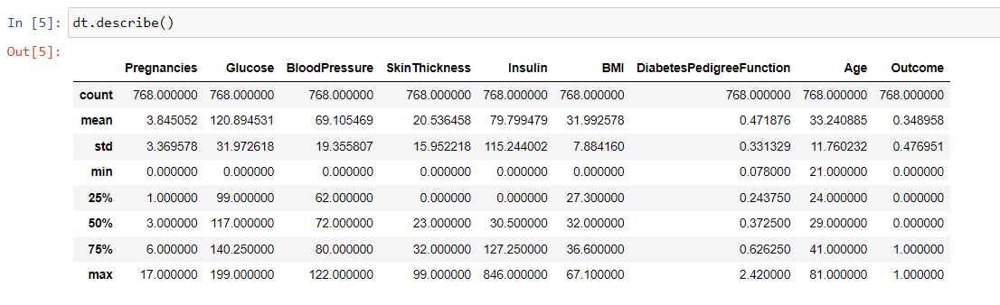 In [5]: dt.describe()
Out[5]:
Pregnancies Glucose BloodPressure SkinThickness Insulin BMI DiabetesPedigreeFunction Age Outcome
count 768.000000 768.000000 768.000000 768.000000 768.000000 768.000000 768.000000 768.000000 768.000000
mean 3.845052 120.894531 69.105469 20.536458 79.799479 31.992578 0.471876 33.240885 0.348958
std 3.369578 31.972618 19.355807 15.952218 115.244002 7.884160 0.331329 11.760232 0.476951
min 0.000000 0.000000 0.000000 0.000000 0.000000 0.000000 0.078000 21.000000 0.000000
25% 1.000000 99.000000 62.000000 0.000000 0.000000 27.300000 0.243750 24.000000 0.000000
50% 3.000000 117.000000 72.000000 23.000000 30.500000 32.000000 0.372500 29.000000 0.000000
75% 6.000000 140.250000 80.000000 32.000000 127.250000 36.600000 0.626250 41.000000 1.000000
max 17.000000 199.000000 122.000000 99.000000 846.000000 67.100000 2.420000 81.000000 1.000000